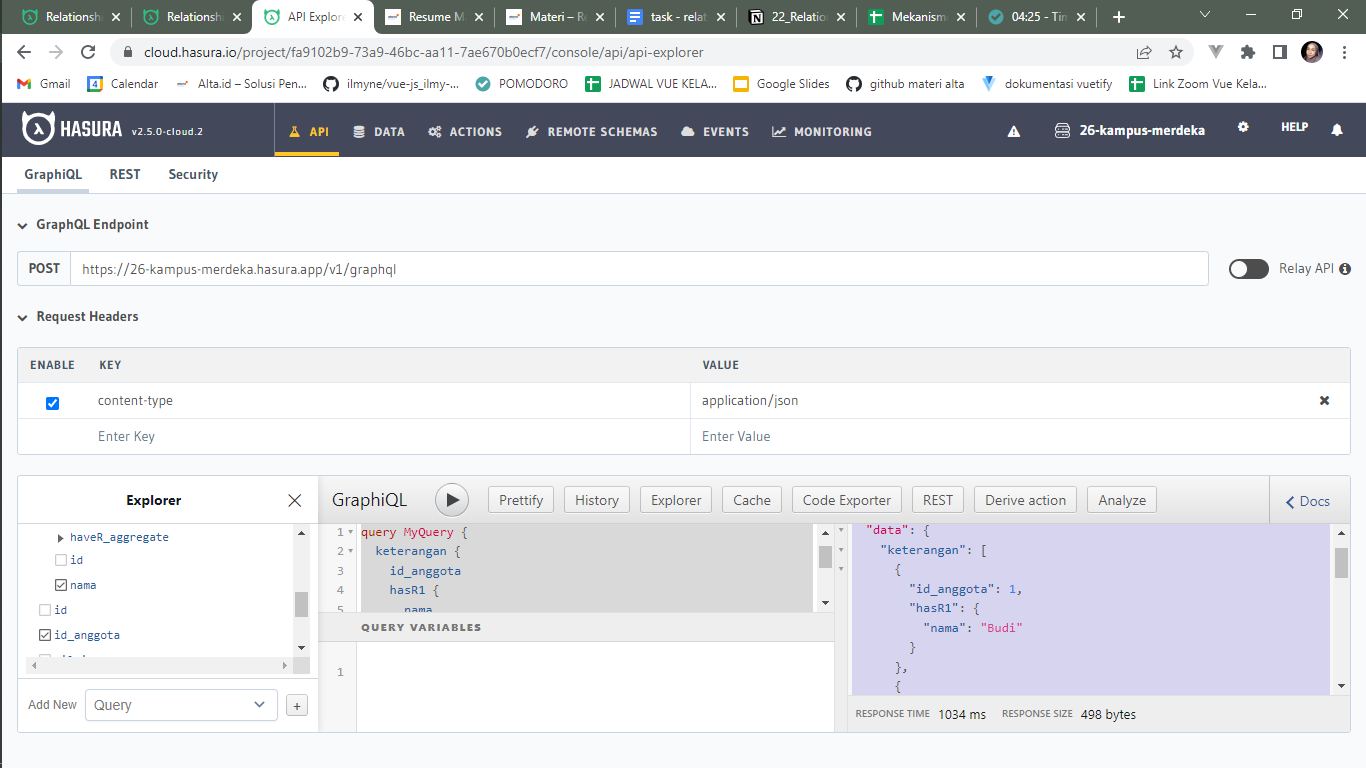 Relationshi
Relationshi
API Explore
Resume M
Materi – Re
task - relat
22_Relation
Mekanisme
04:25 - Tim
cloud.hasura.io/project/fa9102b9-73a9-46bc-aa11-7ae670b0ecf7/console/api/api-explorer
Gmail
Calendar
Alta.id – Solusi Pen...
ilmyne/vue-js_ilmy-...
POMODORO
JADWAL VUE KELA...
Google Slides
github materi alta
dokumentasi vuetify
Link Zoom Vue Kela...
HASURA v2.5.0-cloud.2
API
DATA
ACTIONS
REMOTE SCHEMAS
EVENTS
MONITORING
26-kampus-merdeka
HELP
GraphiQL
REST
Security
GraphQL Endpoint
POST https://26-kampus-merdeka.hasura.app/v1/graphql
Relay API
Request Headers
ENABLE KEY VALUE
content-type application/json
Enter Key Enter Value
Explorer
haveR_aggregate
id
nama
id
id_anggota
Add New Query +
GraphiQL
Prettify
History
Explorer
Cache
Code Exporter
REST
Derive action
Analyze
Docs
1 query MyQuery {
2 keterangan {
3 id_anggota
4 hasR1 {
5 nama
QUERY VARIABLES
1
"data": {
"keterangan": [
{
"id_anggota": 1,
"hasR1": {
"nama": "Budi"
}
},
{
RESPONSE TIME 1034 ms RESPONSE SIZE 498 bytes